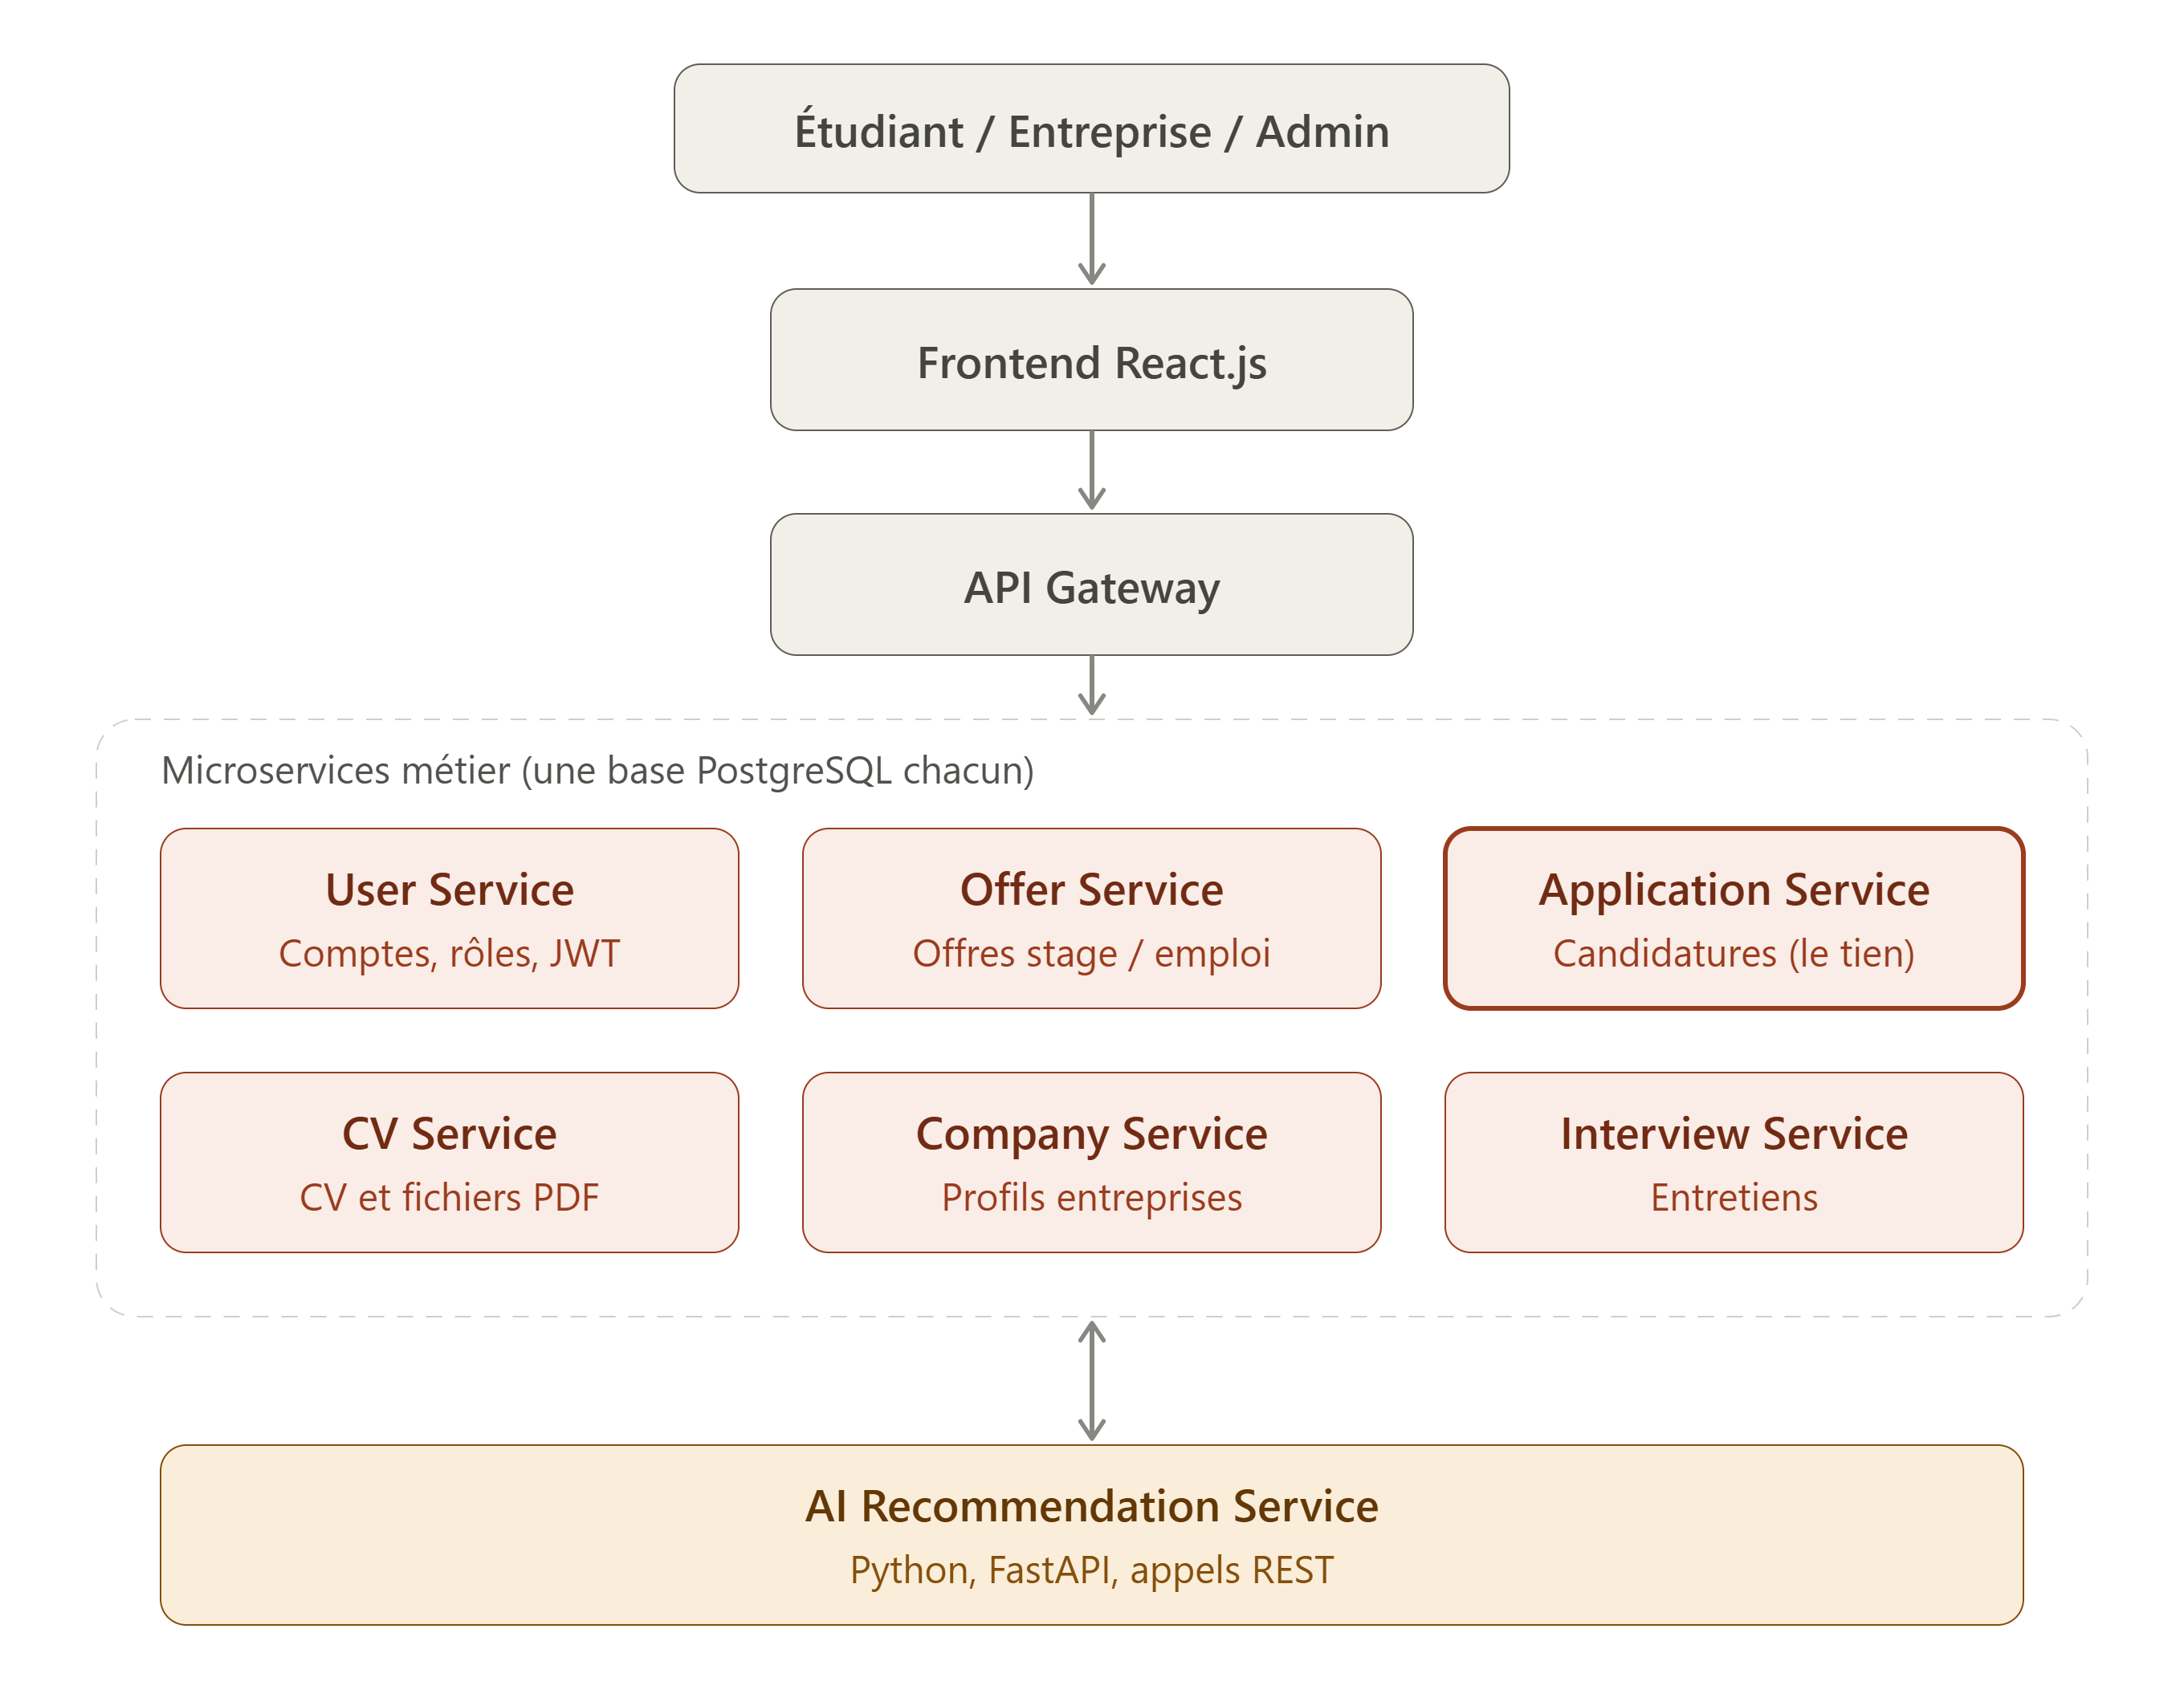 Étudiant / Entreprise / Admin
Frontend React.js
API Gateway
Microservices métier (une base PostgreSQL chacun)
User Service
Comptes, rôles, JWT
Offer Service
Offres stage / emploi
Application Service
Candidatures (le tien)
CV Service
CV et fichiers PDF
Company Service
Profils entreprises
Interview Service
Entretiens
AI Recommendation Service
Python, FastAPI, appels REST